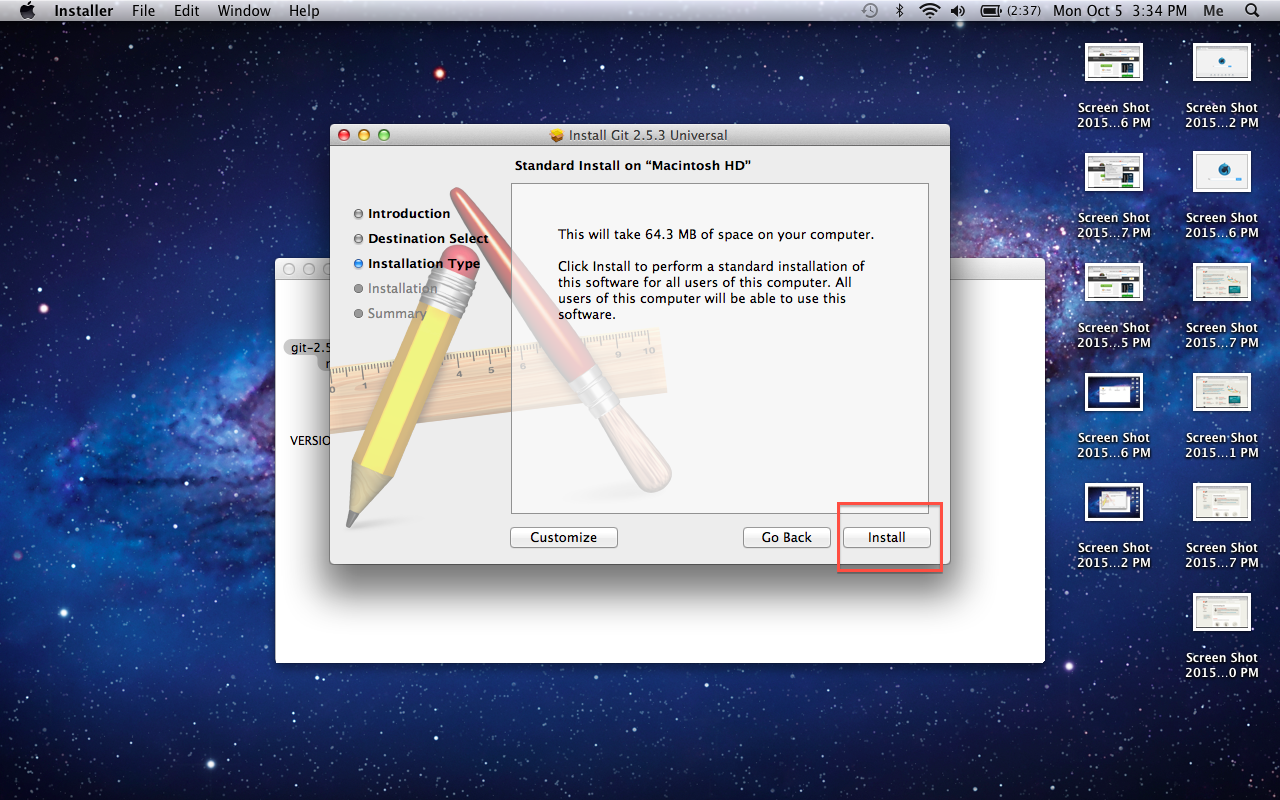 Installer File Edit Window Help (2:37) Mon Oct 5 3:34 PM Me
Install Git 2.5.3 Universal
Standard Install on “Macintosh HD”
Introduction
Destination Select
Installation Type
Installation
Summary
This will take 64.3 MB of space on your computer.
Click Install to perform a standard installation of
this software for all users of this computer. All
users of this computer will be able to use this
software.
0 1 4 5 6 9 10
Customize Go Back Install
git-2.5
VERSIO
Screen Shot
2015...6 PM
Screen Shot
2015...2 PM
Screen Shot
2015...7 PM
Screen Shot
2015...6 PM
Screen Shot
2015...5 PM
Screen Shot
2015...7 PM
Screen Shot
2015...6 PM
Screen Shot
2015...1 PM
Screen Shot
2015...2 PM
Screen Shot
2015...7 PM
Screen Shot
2015...0 PM